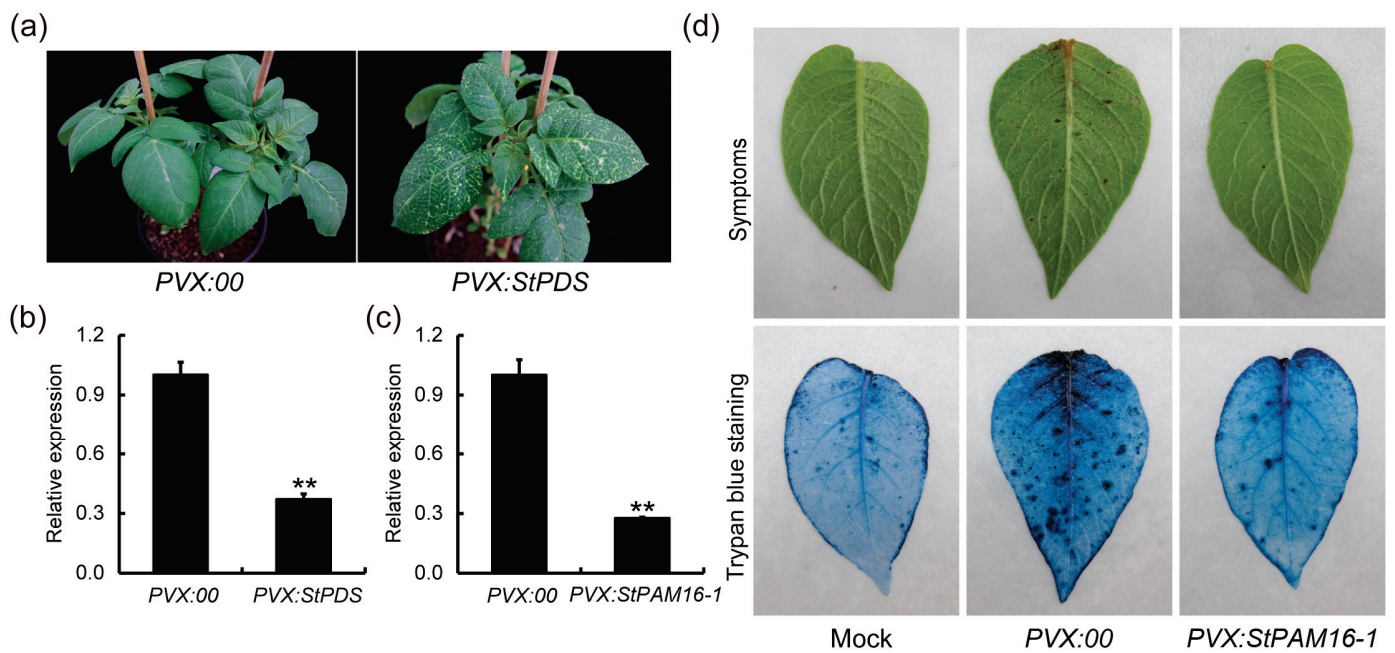 (a)
PVX:00
PVX:StPDS
(b)
Relative expression
1.2
0.9
0.6
0.3
0.0
**
PVX:00
PVX:StPDS
(c)
Relative expression
1.2
0.9
0.6
0.3
0.0
**
PVX:00
PVX:StPAM16-1
(d)
Symptoms
Trypan blue staining
Mock
PVX:00
PVX:StPAM16-1